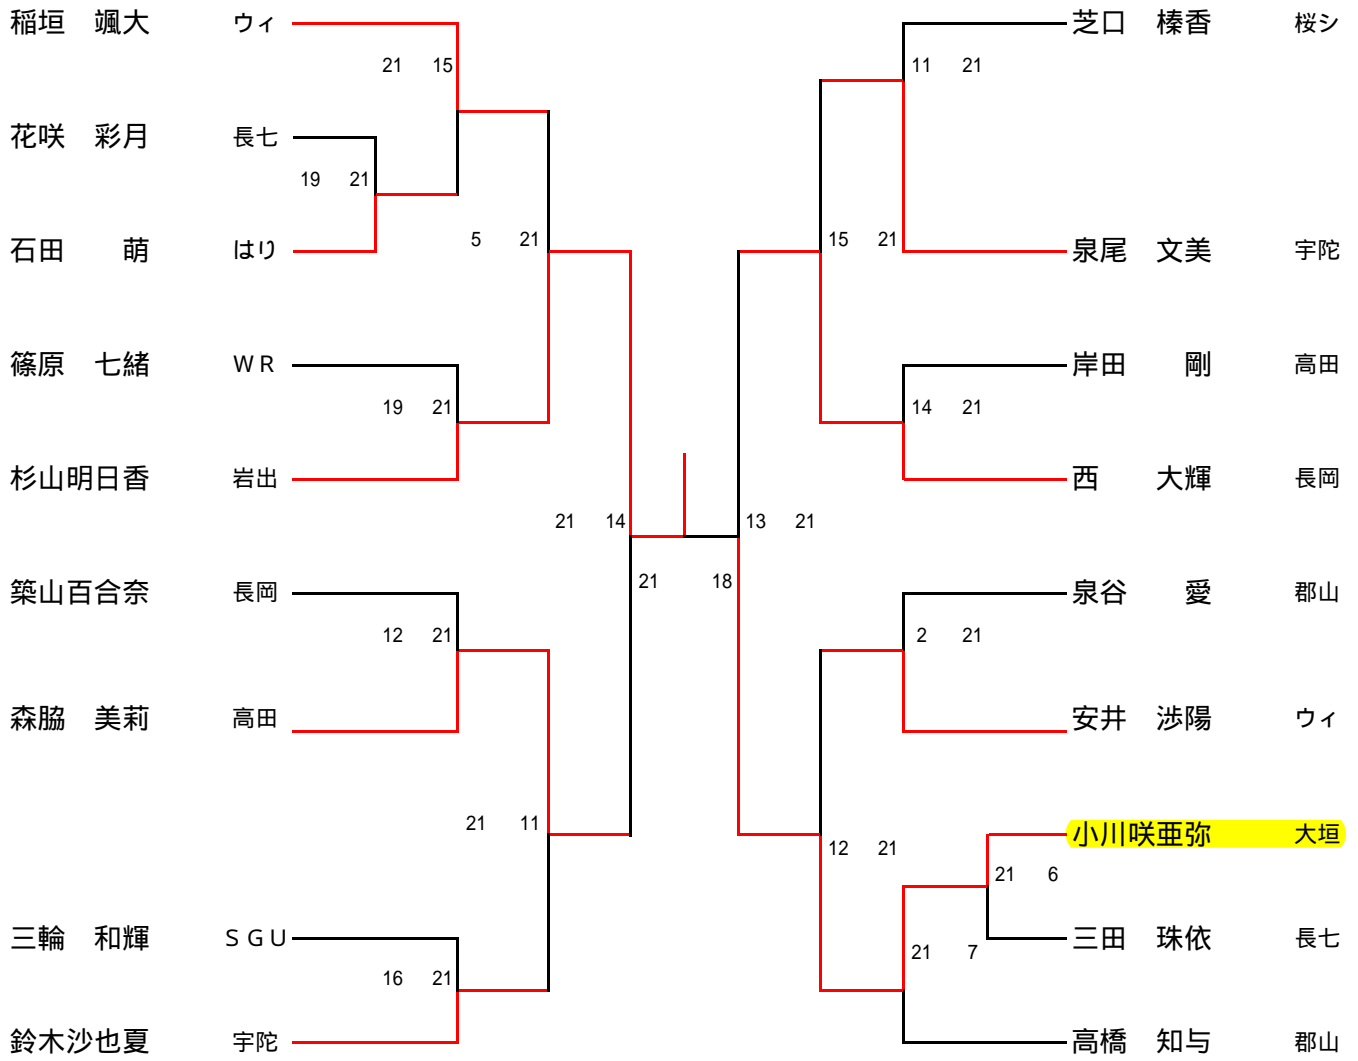 稲垣　颯大 ウィ
芝口　榛香 桜シ
21 15
11 21
花咲　彩月 長七
19 21
石田　　萌 はり
5 21
15 21
泉尾　文美 宇陀
篠原　七緒 ＷＲ
岸田　　剛 高田
19 21
14 21
杉山明日香 岩出
西　　大輝 長岡
21 14
13 21
21 18
築山百合奈 長岡
泉谷　　愛 郡山
12 21
2 21
森脇　美莉 高田
安井　渉陽 ウィ
21 11
小川咲亜弥 大垣
12 21
21 6
三輪　和輝 ＳＧＵ
三田　珠依 長七
21 7
16 21
鈴木沙也夏 宇陀
高橋　知与 郡山